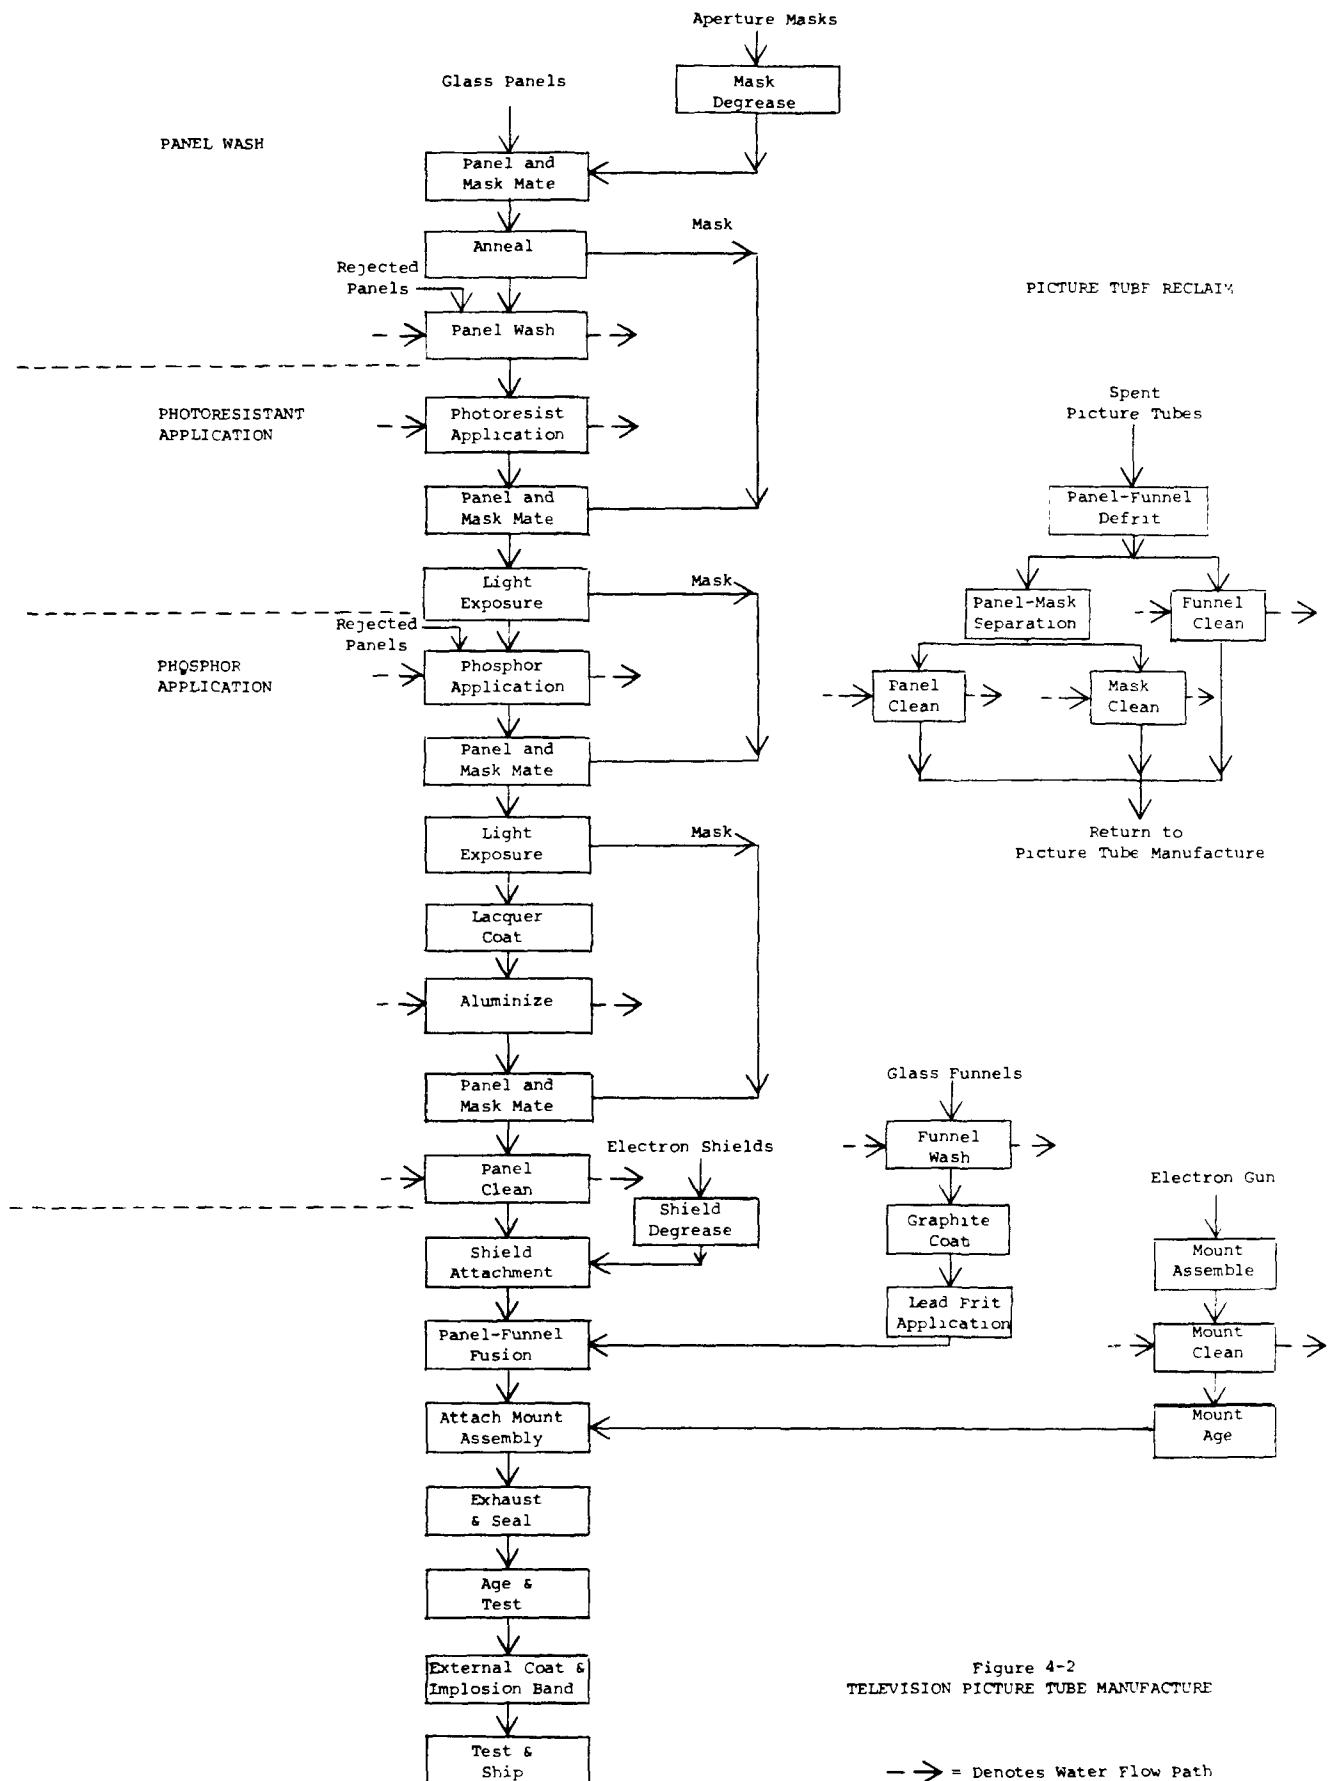 Aperture Masks
Mask
Degrease
Glass Panels
PANEL WASH
Panel and
Mask Mate
Mask
Anneal
Rejected
Panels
Panel Wash
PHOTORESISTANT
APPLICATION
Photoresist
Application
Panel and
Mask Mate
Light
Exposure
Mask
Rejected
Panels
PHOSPHOR
APPLICATION
Phosphor
Application
Panel and
Mask Mate
Light
Exposure
Mask
Lacquer
Coat
Aluminize
Panel and
Mask Mate
Panel
Clean
Electron Shields
Shield
Degrease
Shield
Attachment
Panel-Funnel
Fusion
Attach Mount
Assembly
Exhaust
& Seal
Age &
Test
External Coat &
Implosion Band
Test &
Ship
PICTURE TUBE RECLAIM
Spent
Picture Tubes
Panel-Funnel
Defrit
Panel-Mask
Separation
Funnel
Clean
Panel
Clean
Mask
Clean
Return to
Picture Tube Manufacture
Glass Funnels
Funnel
Wash
Graphite
Coat
Lead Frit
Application
Electron Gun
Mount
Assemble
Mount
Clean
Mount
Age
Figure 4-2
TELEVISION PICTURE TUBE MANUFACTURE
= Denotes Water Flow Path